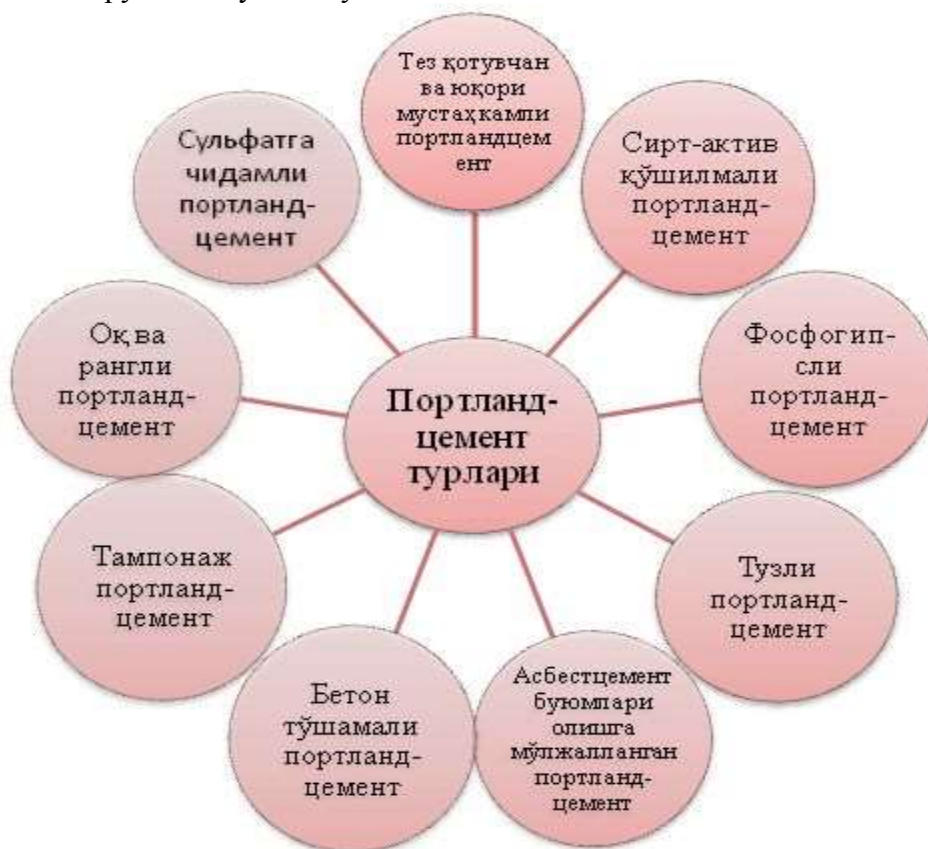 Тез қотувчан
ва юқори
мустаҳкампи
портландцем
ент
Сирт-актив
қўшилмали
портланд-
цемент
Фосфогип-
сли
портланд-
цемент
Тузли
портланд-
цемент
Асбестцемент
буюмпари
олишга
мўлжалланган
портланд-
цемент
Бетон
тўшамали
портланд-
цемент
Тампонаж
портланд-
цемент
Оқ ва
рангли
портланд-
цемент
Сульфатга
чидамли
портланд-
цемент
Портланд-
цемент
турлари